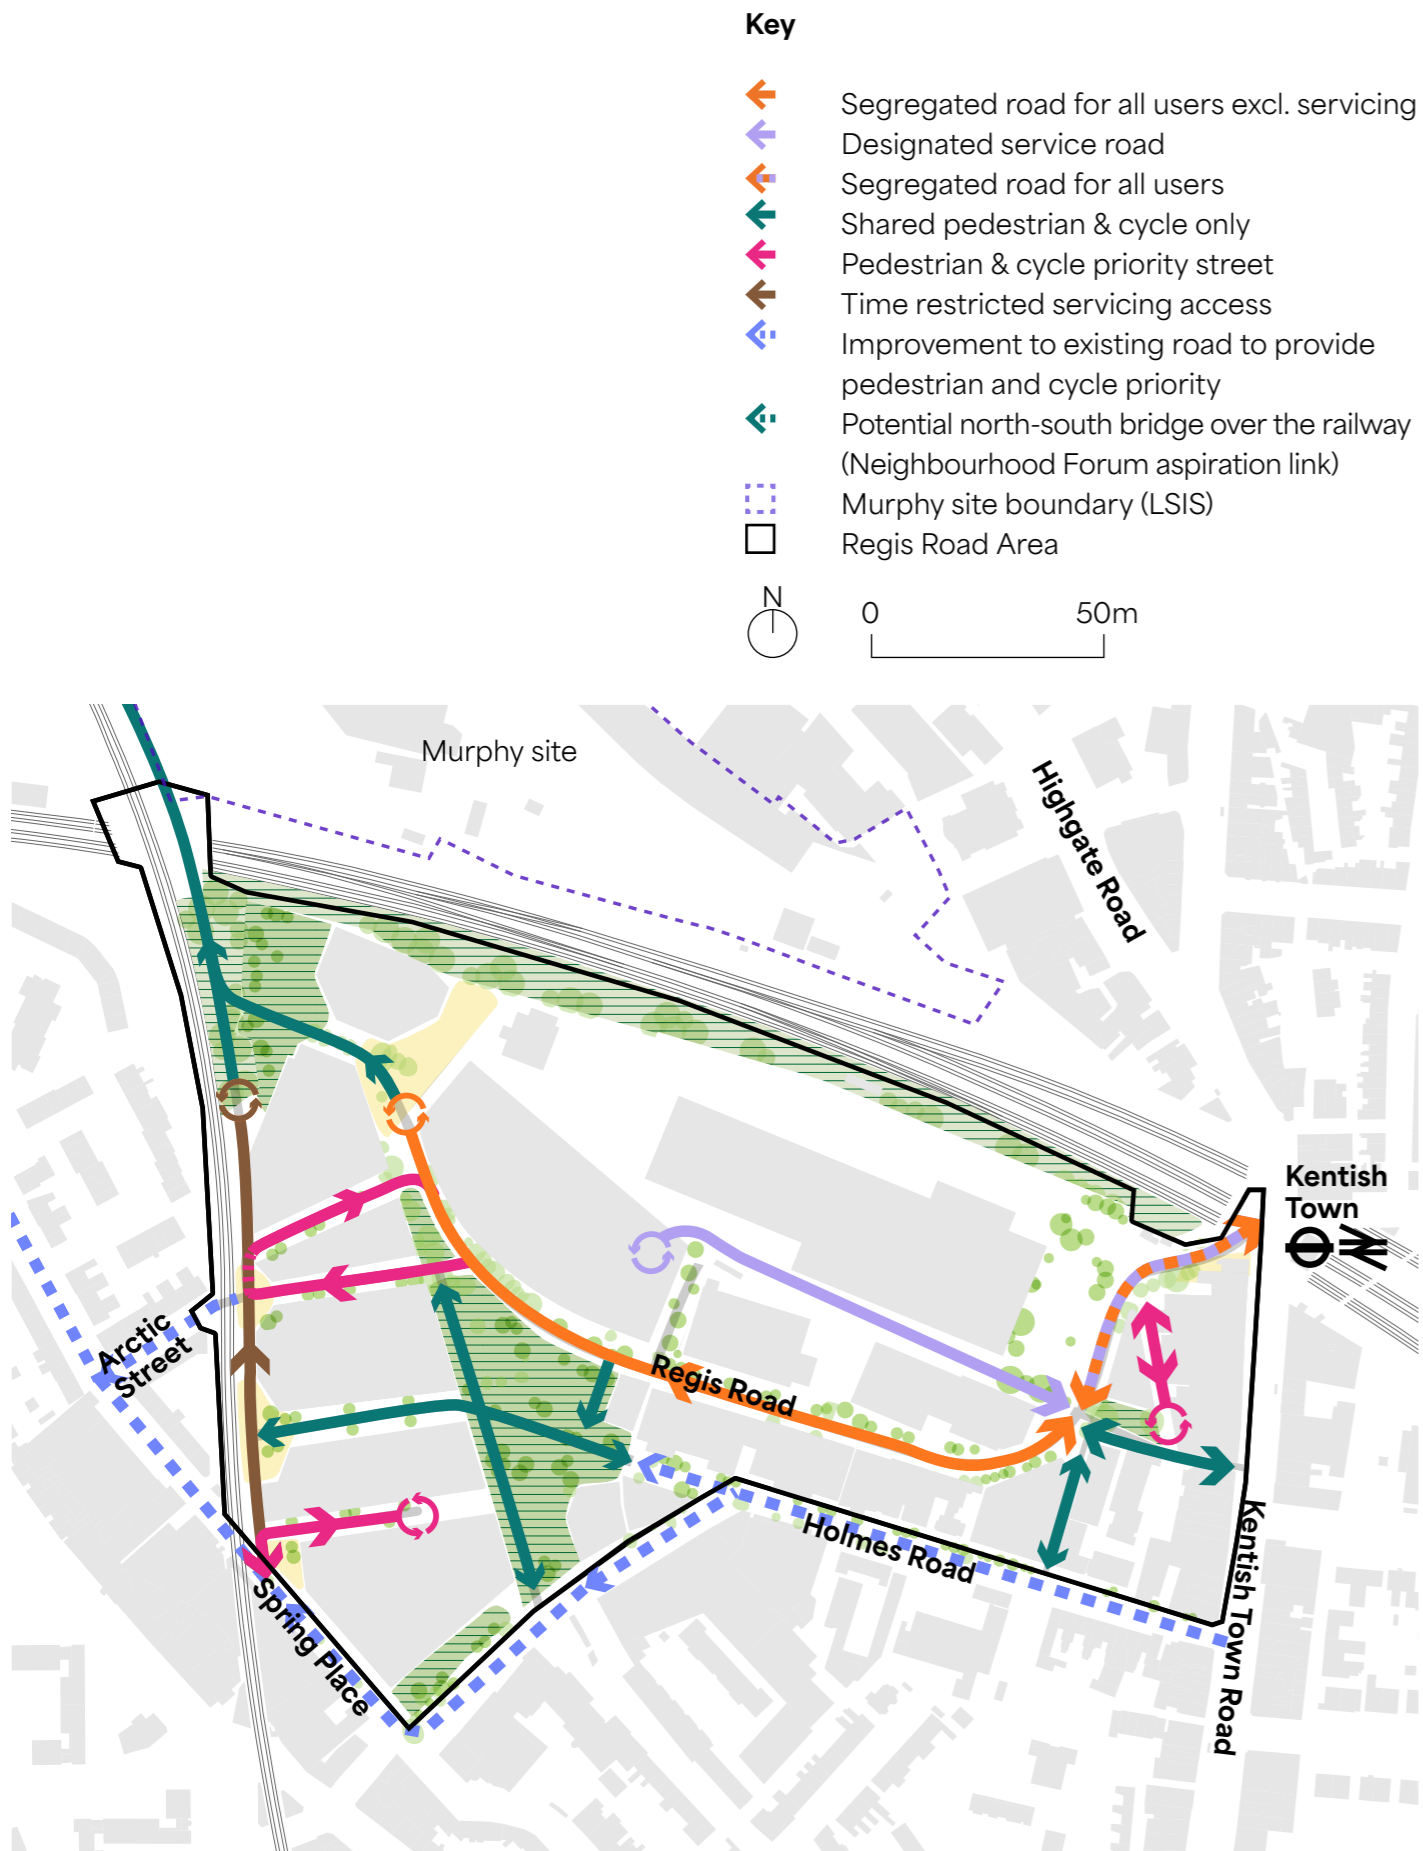 Key
Segregated road for all users excl. servicing
Designated service road
Segregated road for all users
Shared pedestrian & cycle only
Pedestrian & cycle priority street
Time restricted servicing access
Improvement to existing road to provide
pedestrian and cycle priority
Potential north-south bridge over the railway
(Neighbourhood Forum aspiration link)
Murphy site boundary (LSIS)
Regis Road Area
N
0 50m
Murphy site
Highgate Road
Kentish
Town
Arctic
Street
Regis Road
Holmes Road
Kentish Town Road
Spring Place